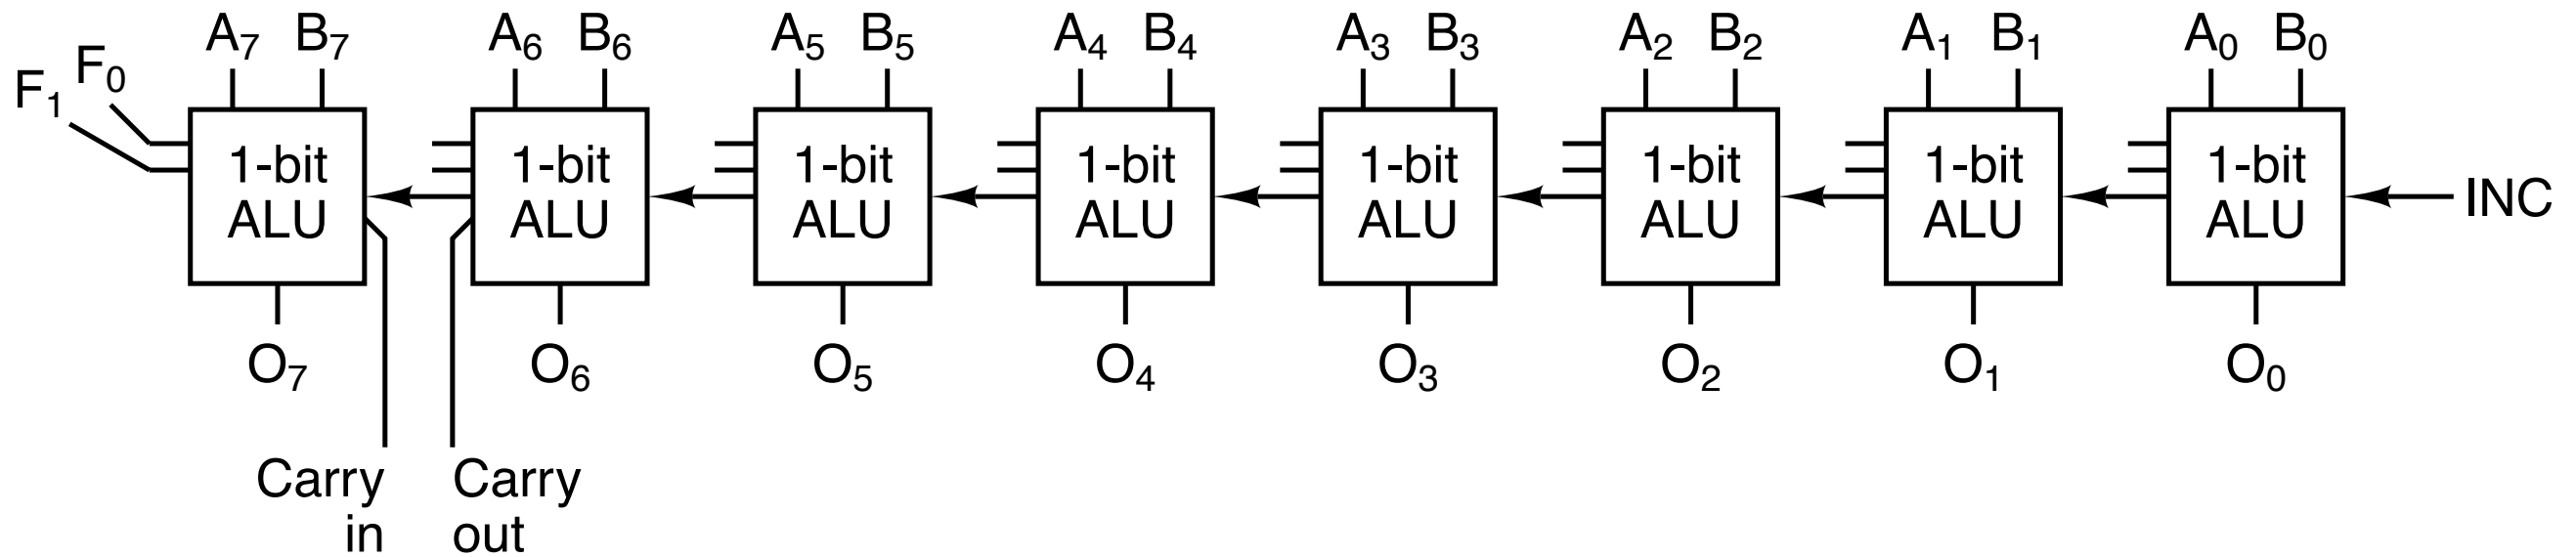 A7 B7 A6 B6 A5 B5 A4 B4 A3 B3 A2 B2 A1 B1 A0 B0
F1 F0
1-bit 1-bit 1-bit 1-bit 1-bit 1-bit 1-bit 1-bit
ALU ALU ALU ALU ALU ALU ALU ALU INC
O7 O6 O5 O4 O3 O2 O1 O0
Carry Carry
in out